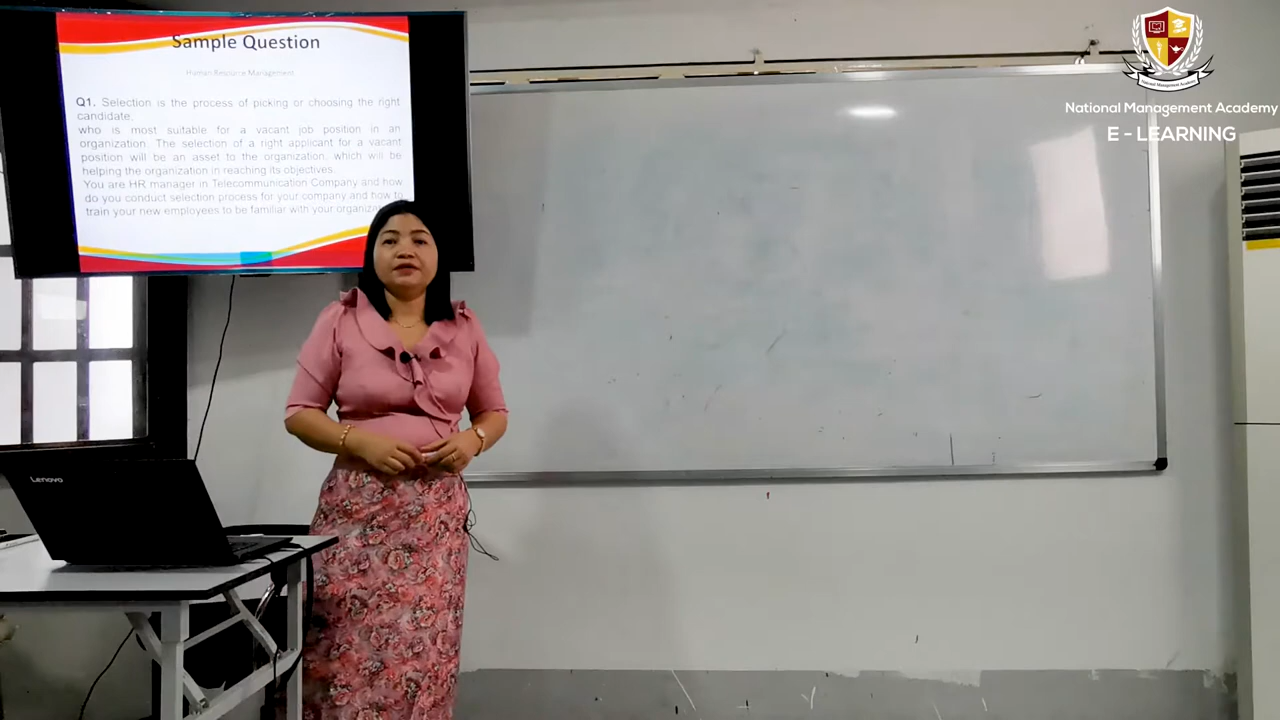 Sample Question
Human Resource Management
Q1. Selection is the process of picking or choosing the right
candidate,
who is most suitable for a vacant job position in an
organization. The selection of a right applicant for a vacant
position will be an asset to the organization, which will be
helping the organization in reaching its objectives.
You are HR manager in Telecommunication Company and how
do you conduct selection process for your company and how to
train your new employees to be familiar with your
National Management Academy
National Management Academy
E - LEARNING
Lenovo